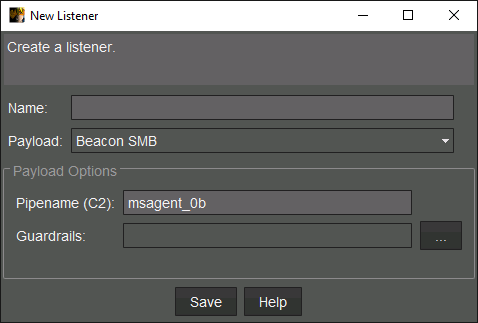 New Listener
Create a listener.
Name:
Payload: Beacon SMB
Payload Options
Pipename (C2): msagent_0b
Guardrails: ...
Save Help